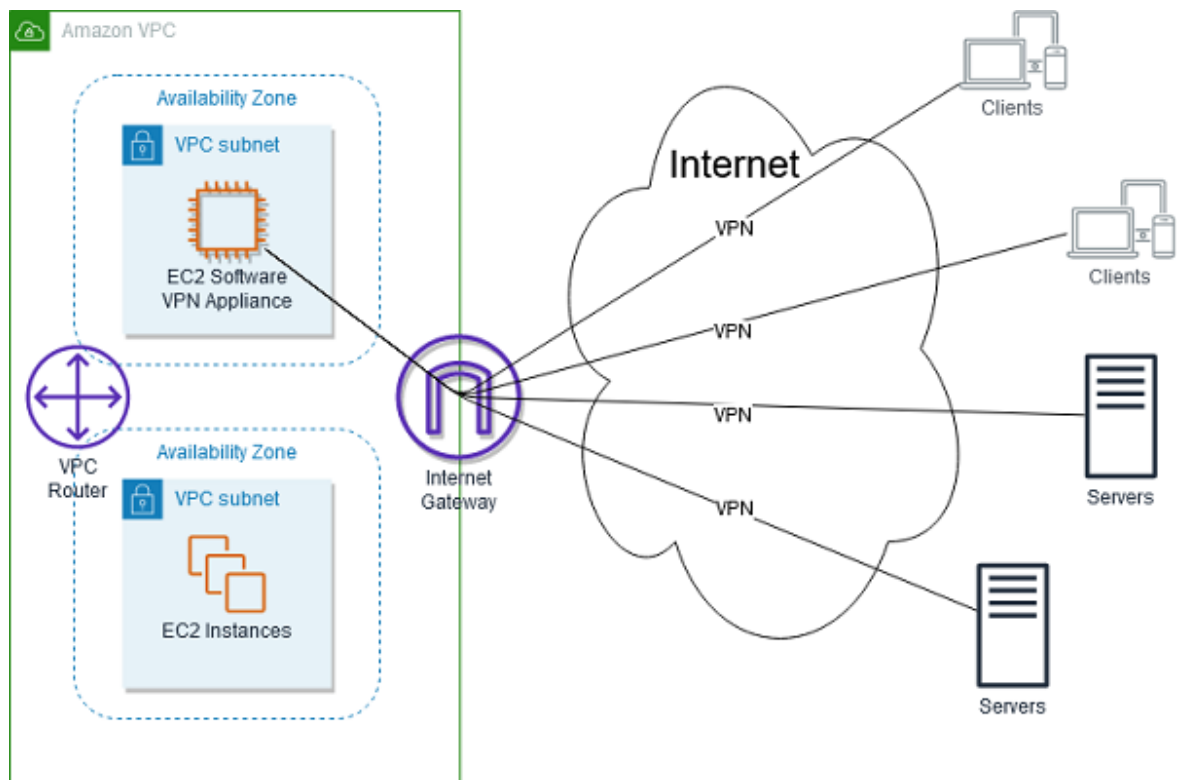 Amazon VPC
Availability Zone
VPC subnet
EC2 Software
VPN Appliance
VPC
Router
Availability Zone
VPC subnet
EC2 Instances
Internet
Gateway
Internet
VPN
VPN
VPN
VPN
Clients
Clients
Servers
Servers